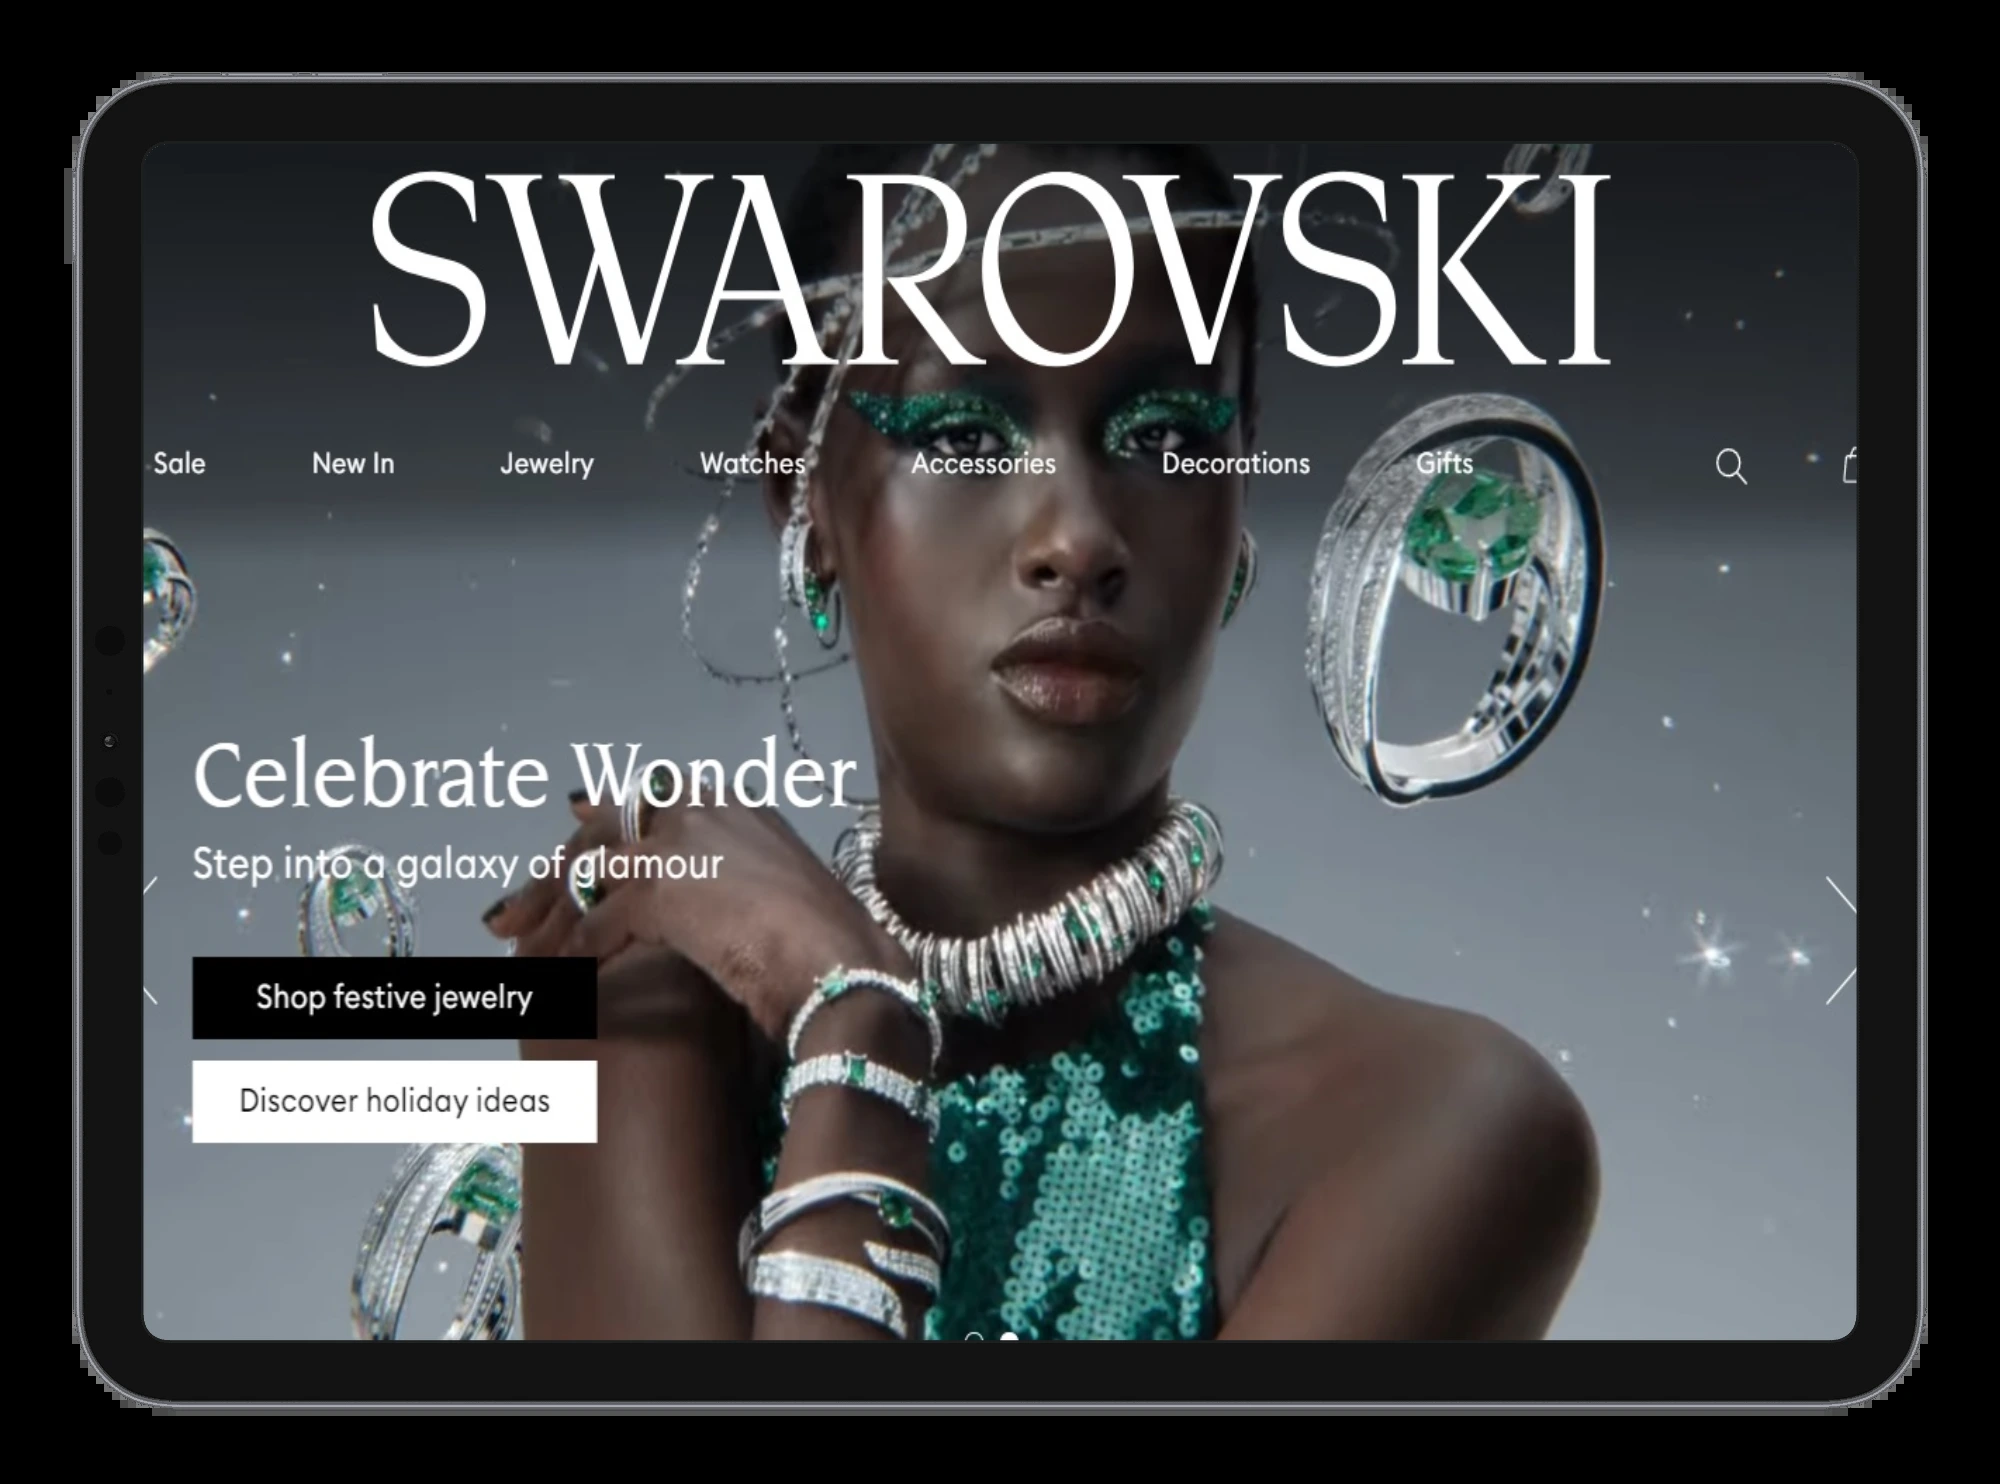 SWAROVSKI
Sale New In Jewelry Watches Accessories Decorations Gifts
Celebrate Wonder
Step into a galaxy of glamour
Shop festive jewelry
Discover holiday ideas